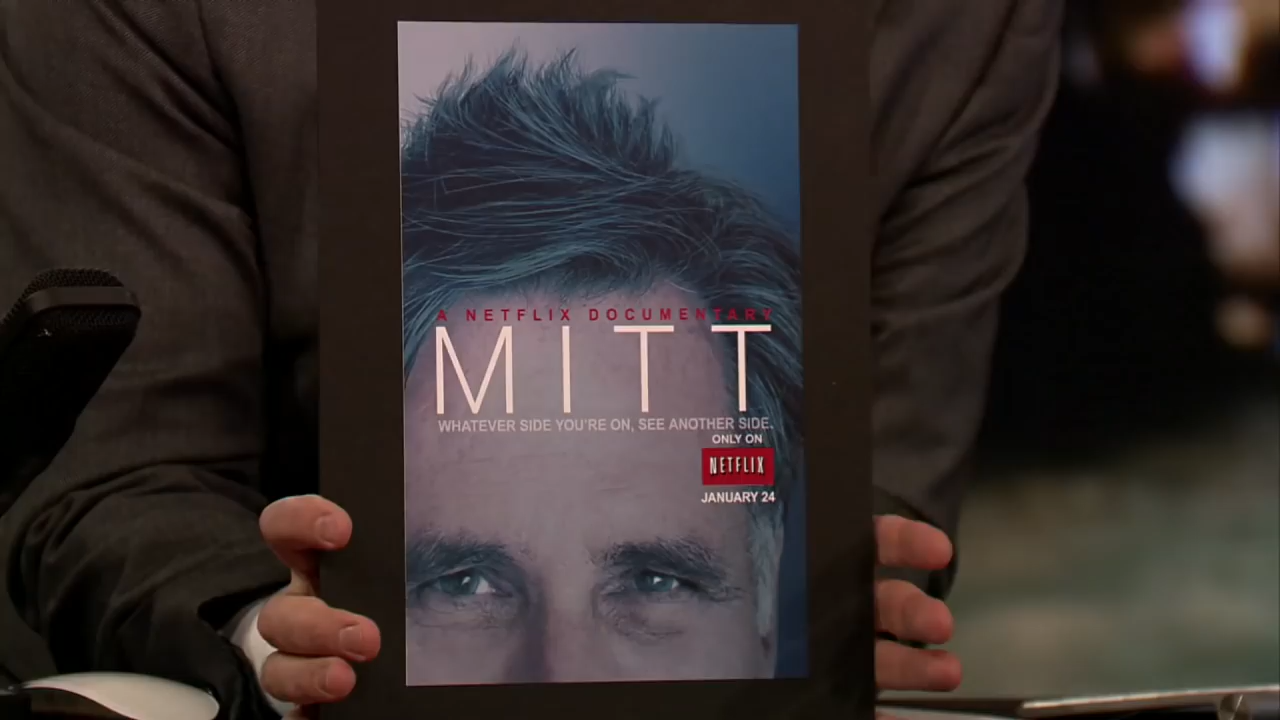 A NETFLIX DOCUMENTARY
MITT
WHATEVER SIDE YOU'RE ON, SEE ANOTHER SIDE.
ONLY ON
NETFLIX
JANUARY 24